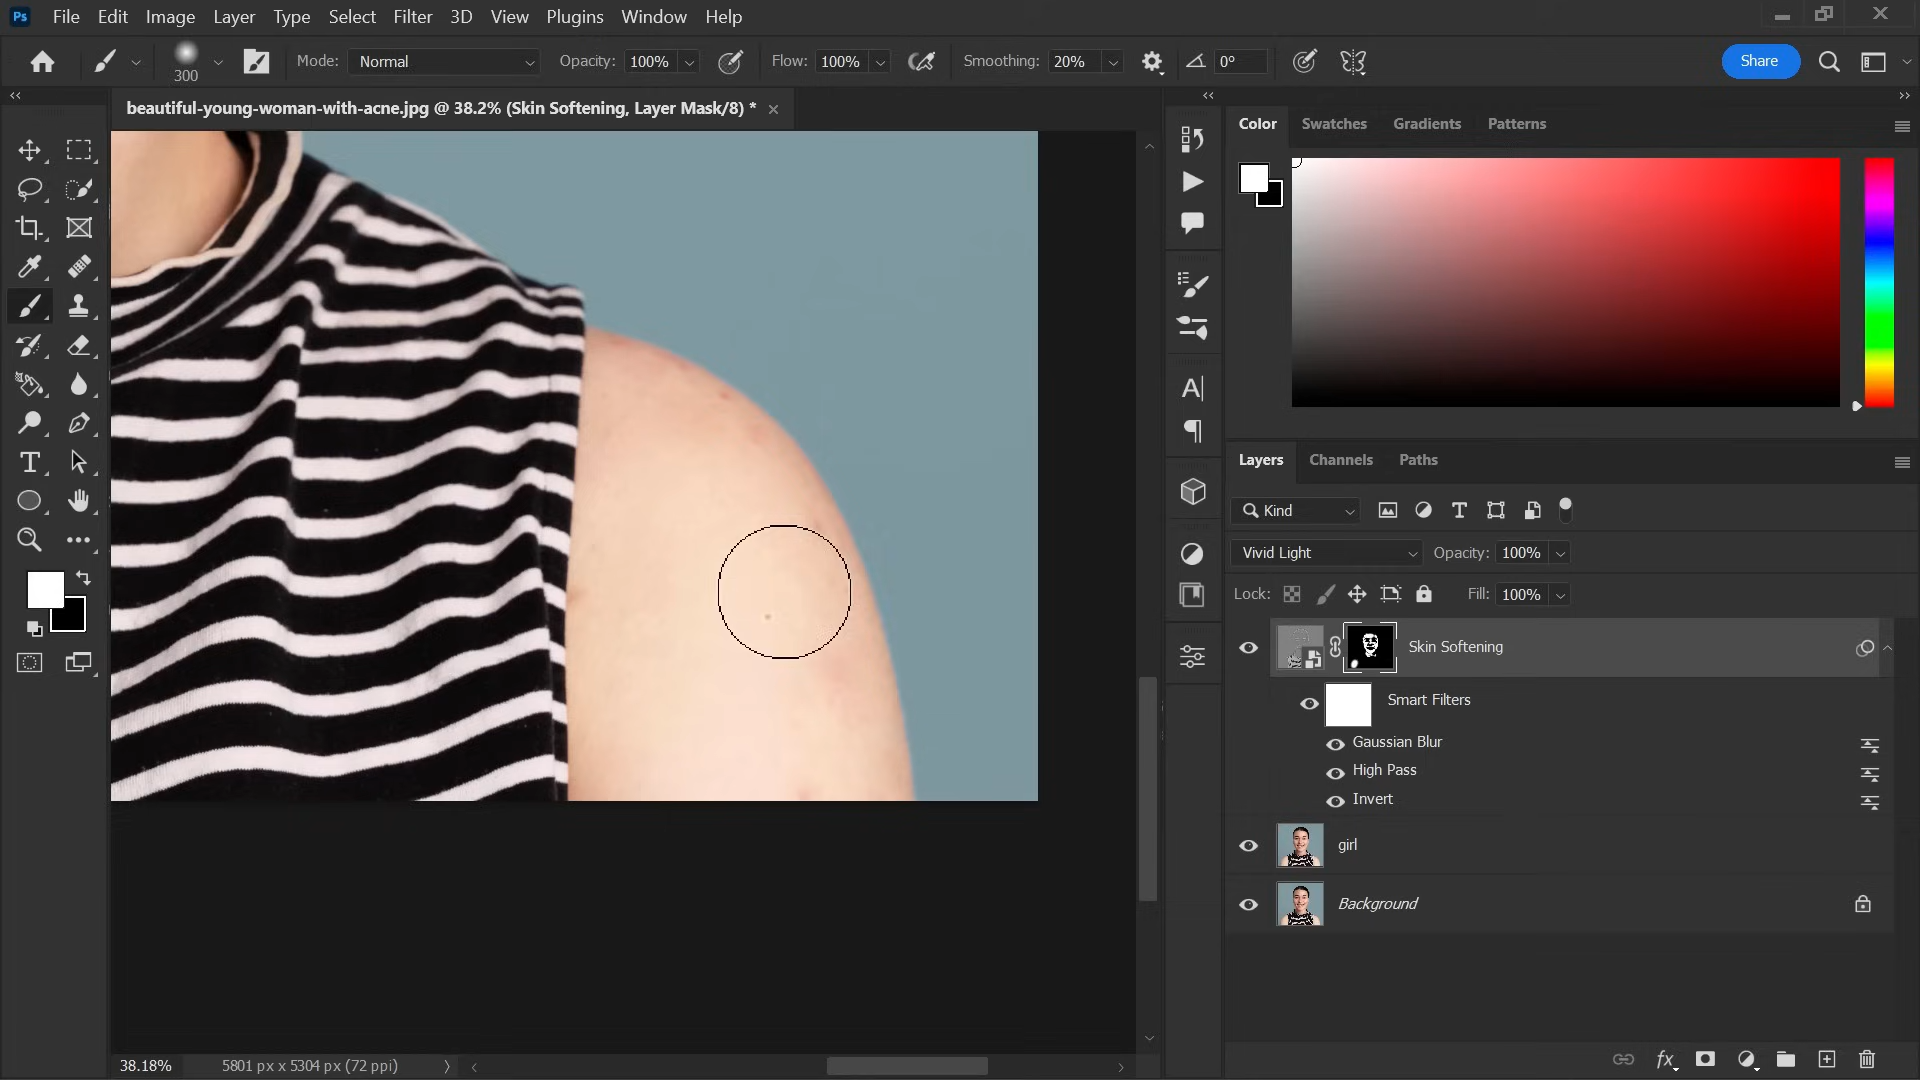 Ps File Edit Image Layer Type Select Filter 3D View Plugins Window Help
300 Mode: Normal Opacity: 100% Flow: 100% Smoothing: 20% 0° Share
beautiful-young-woman-with-acne.jpg @ 38.2% (Skin Softening, Layer Mask/8) *
Color Swatches Gradients Patterns
Layers Channels Paths
Kind
Vivid Light Opacity: 100%
Lock: Fill: 100%
Skin Softening
Smart Filters
Gaussian Blur
High Pass
Invert
girl
Background
38.18% 5801 px x 5304 px (72 ppi)